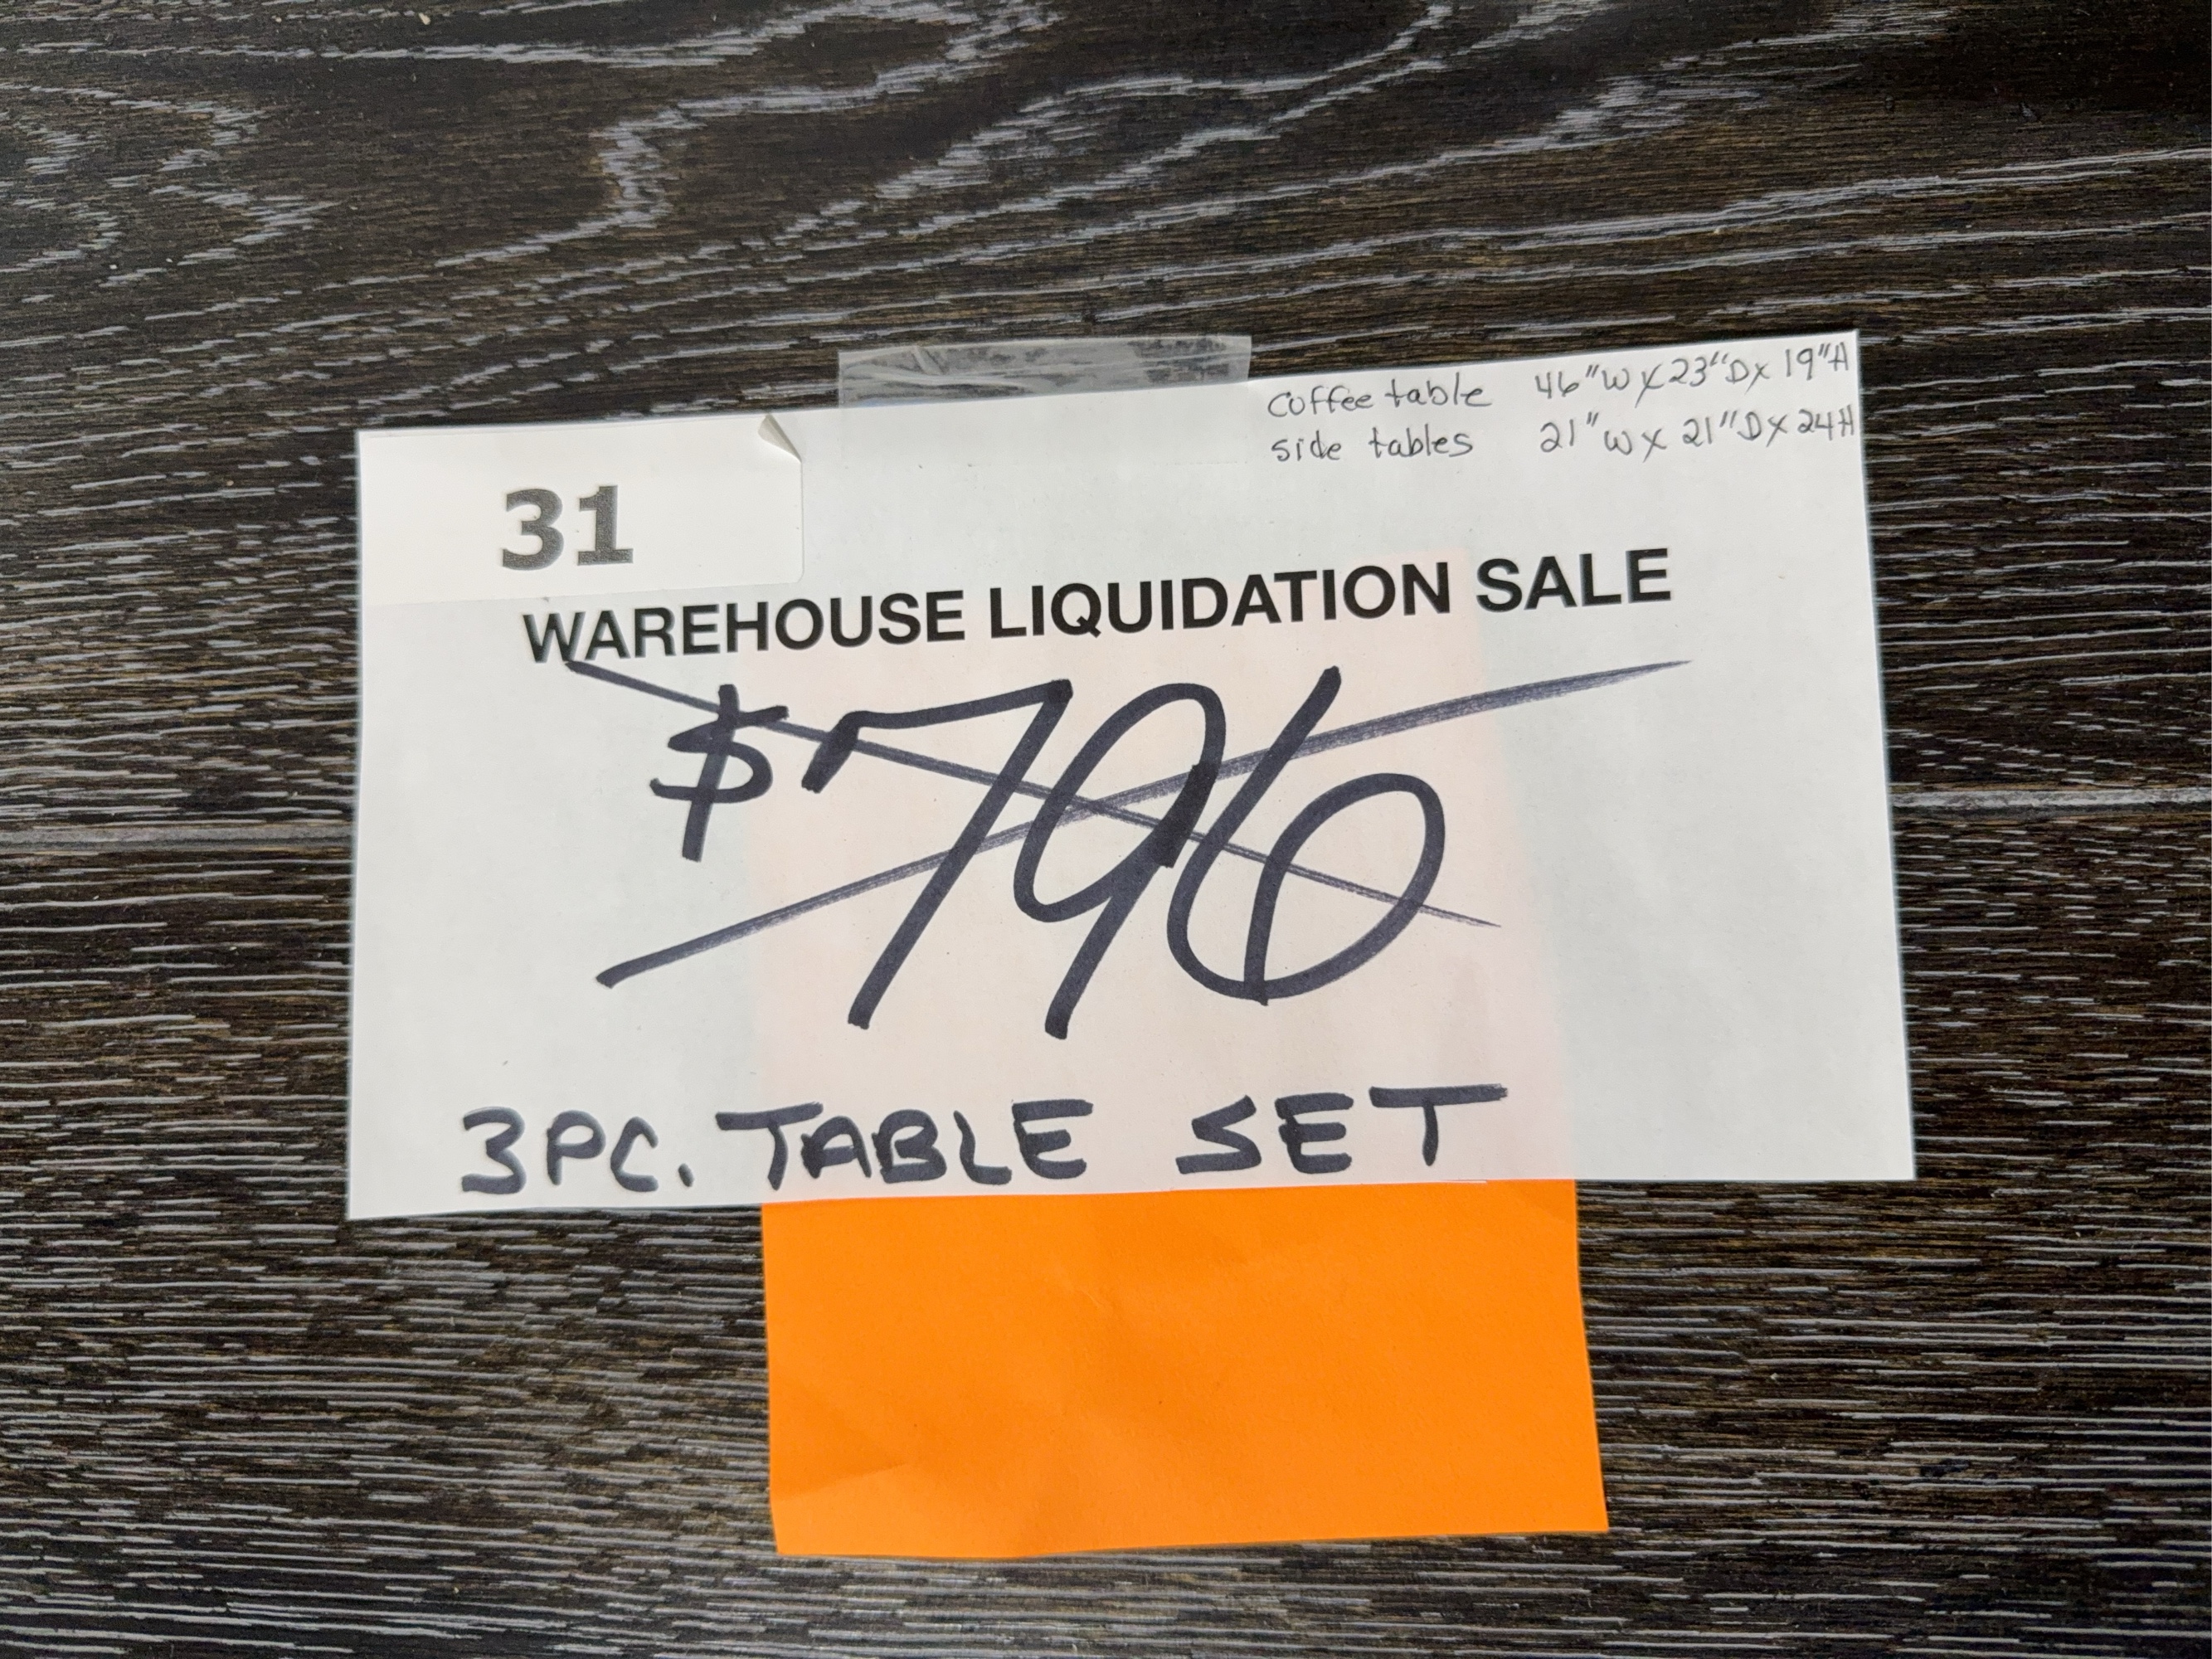 coffee table 46"W x 23"D x 19"H
side tables 21"W x 21"D x 24H
31
WAREHOUSE LIQUIDATION SALE
$796
3PC. TABLE SET